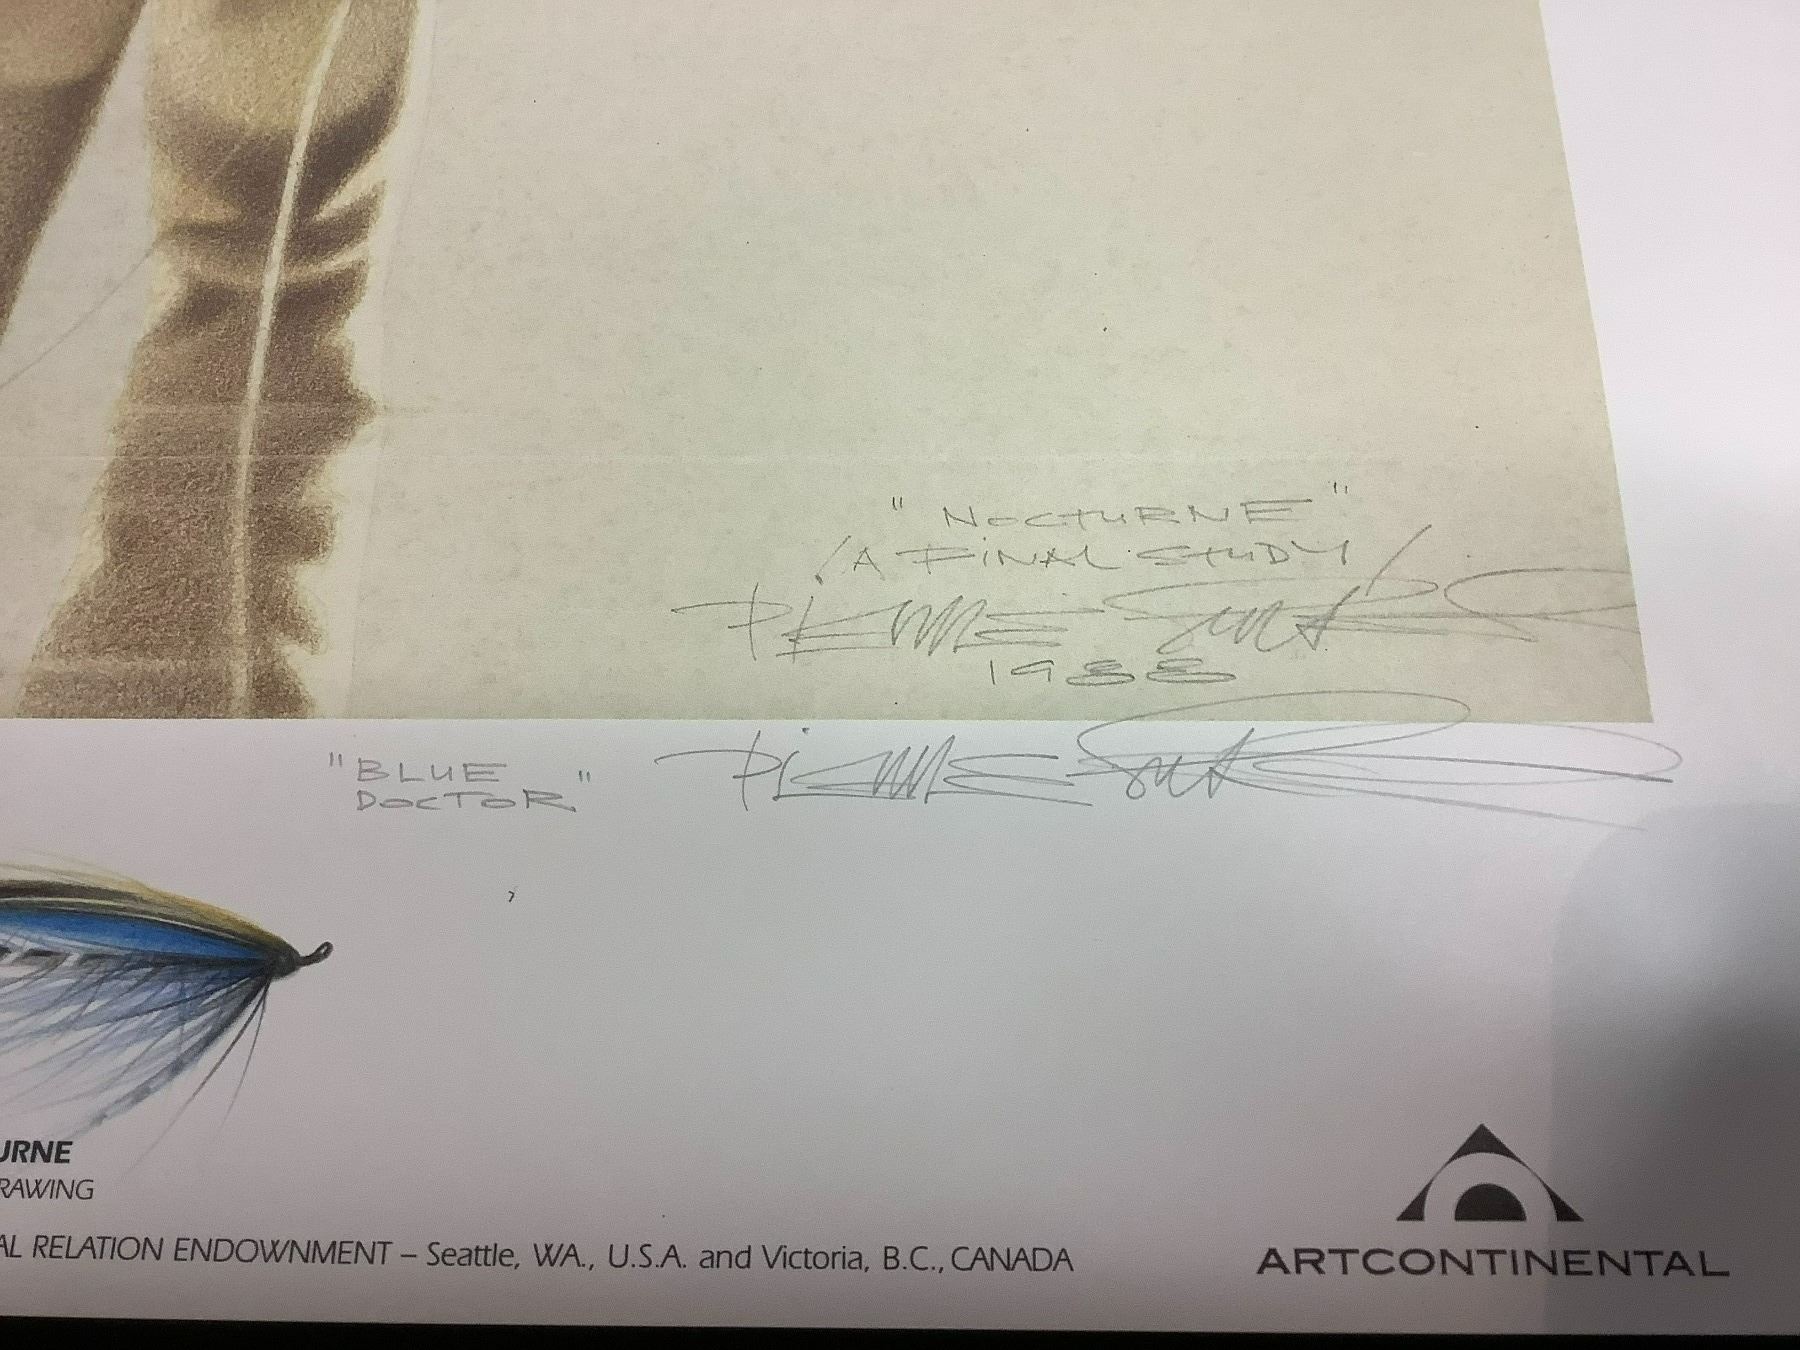 " NOCTURNE "
/A FINAL STUDY/
1988
"BLUE
DOCTOR"
URNE
RAWING
AL RELATION ENDOWNMENT – Seattle, WA., U.S.A. and Victoria, B.C., CANADA
ARTCONTINENTAL